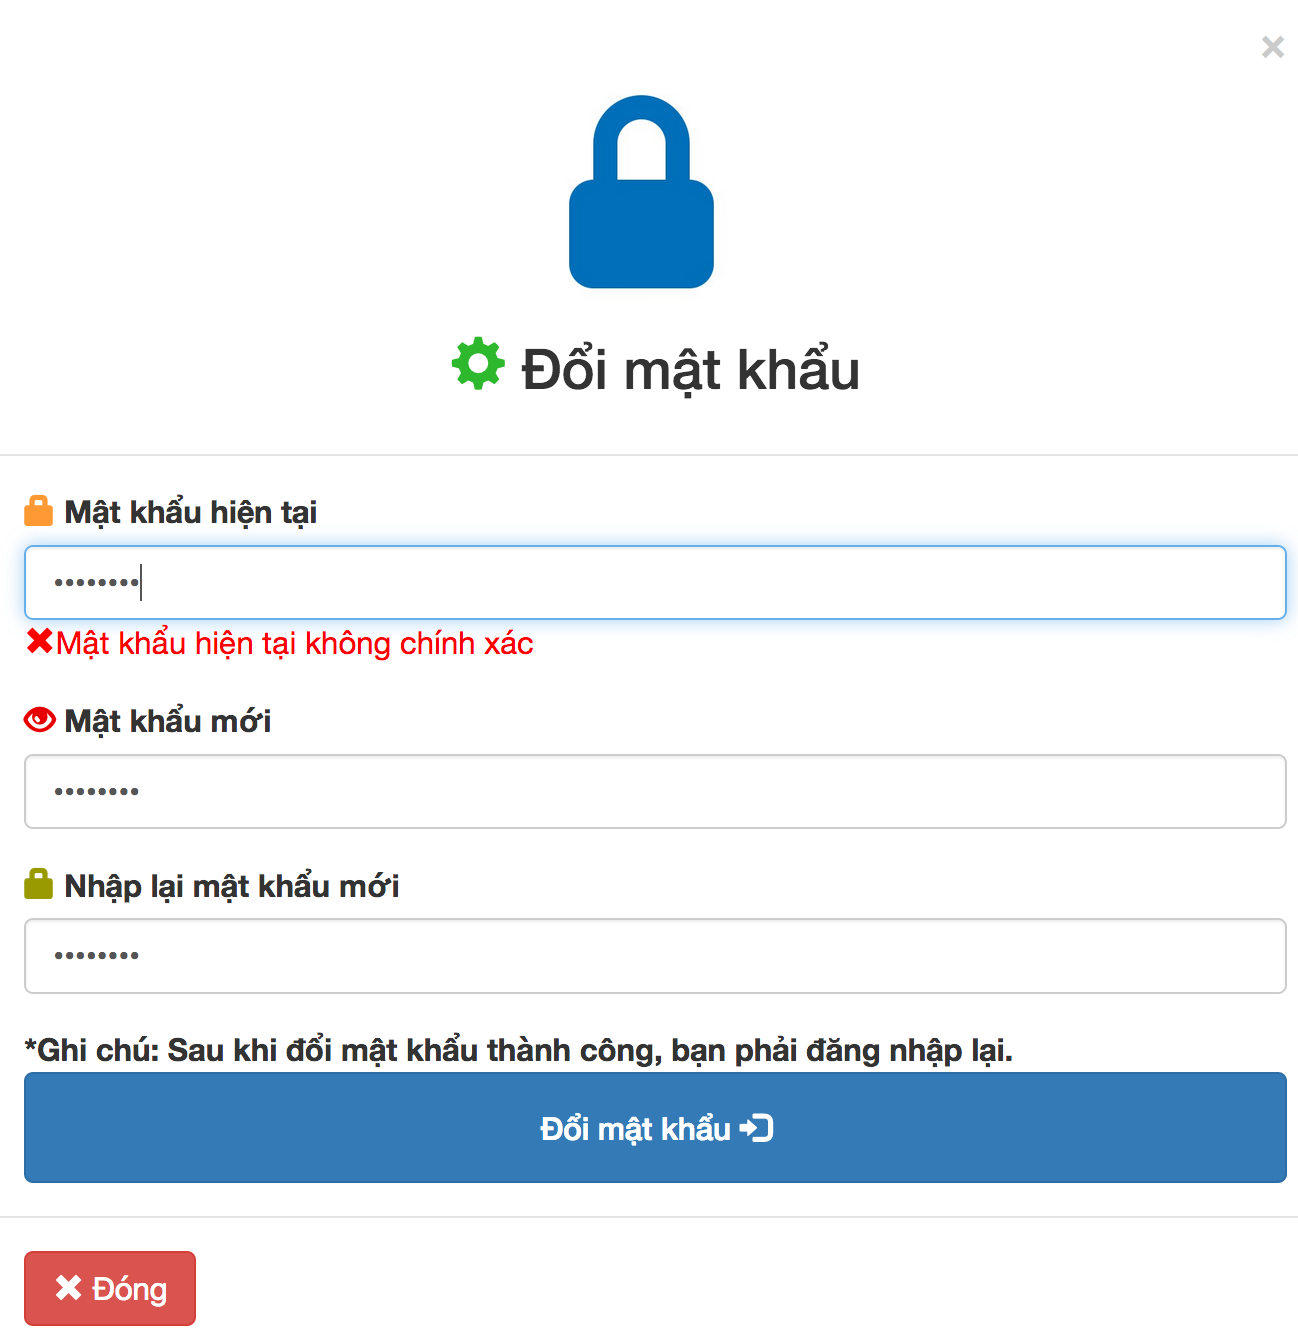 Đổi mật khẩu
Mật khẩu hiện tại
••••••••
Mật khẩu hiện tại không chính xác
Mật khẩu mới
••••••••
Nhập lại mật khẩu mới
••••••••
*Ghi chú: Sau khi đổi mật khẩu thành công, bạn phải đăng nhập lại.
Đổi mật khẩu
Đóng